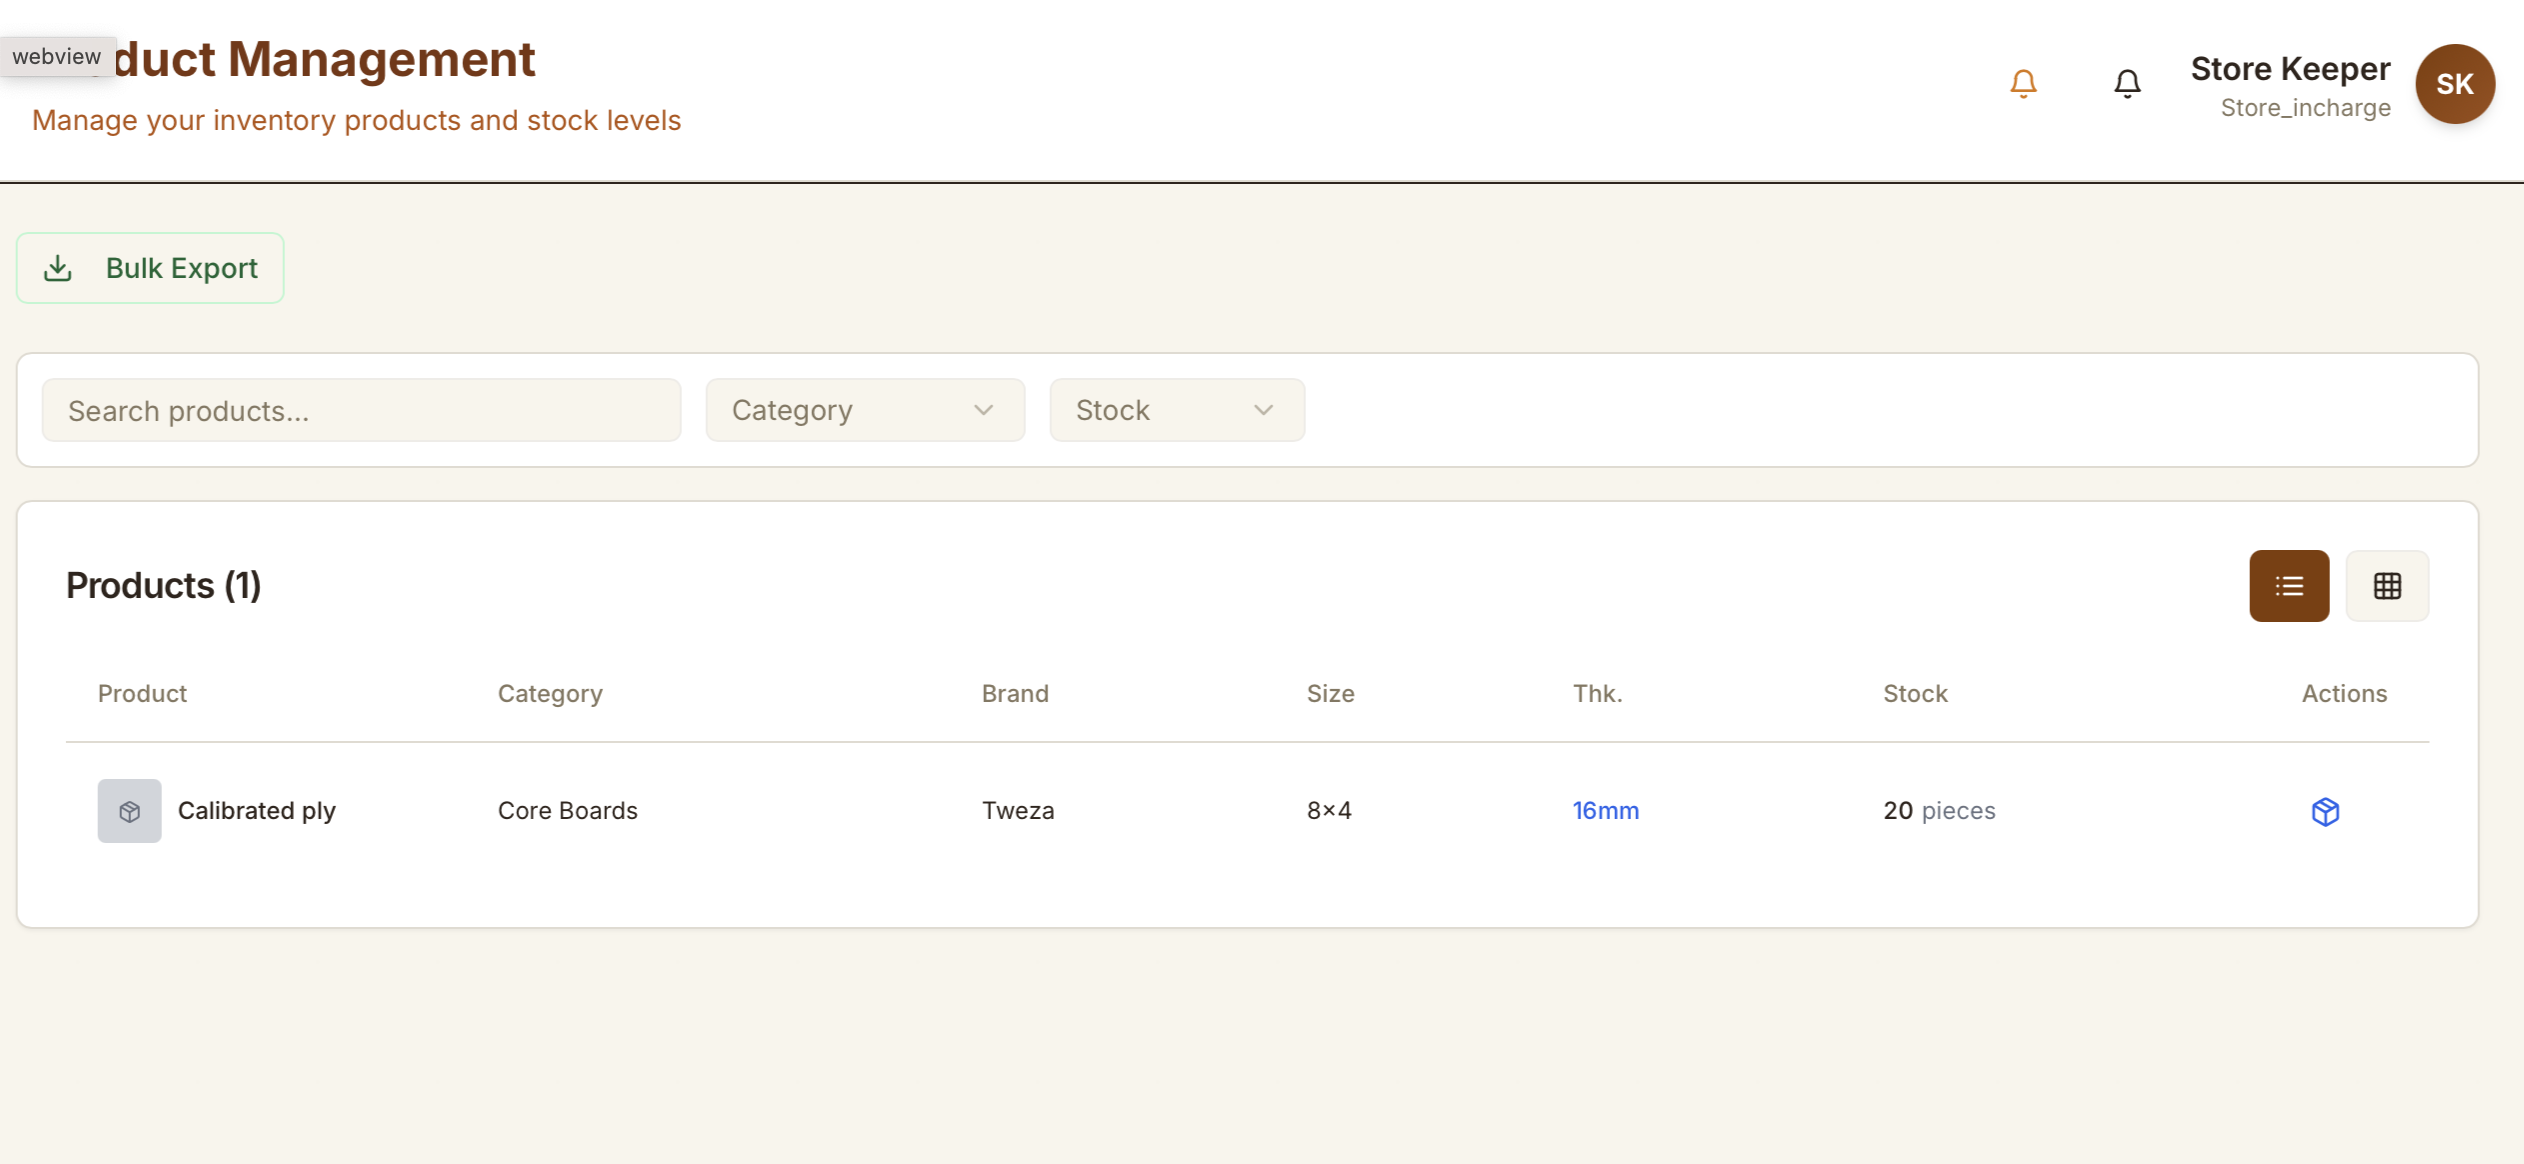 webview
duct Management
Manage your inventory products and stock levels
Store Keeper
Store_incharge
SK
Bulk Export
Search products...
Category
Stock
Products (1)
Product Category Brand Size Thk. Stock Actions
Calibrated ply Core Boards Tweza 8×4 16mm 20 pieces